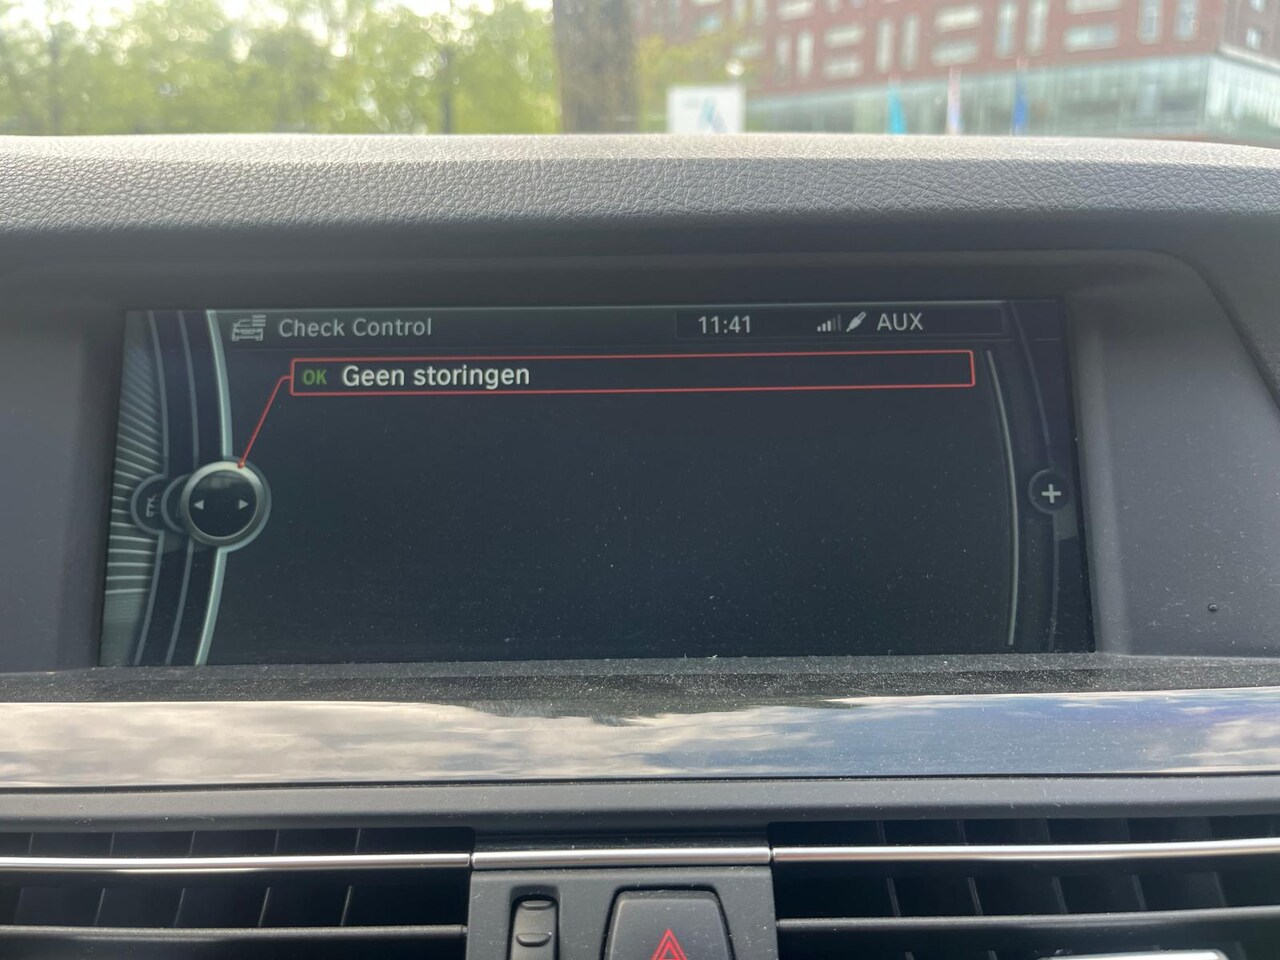 Check Control
11:41
AUX
OK Geen storingen